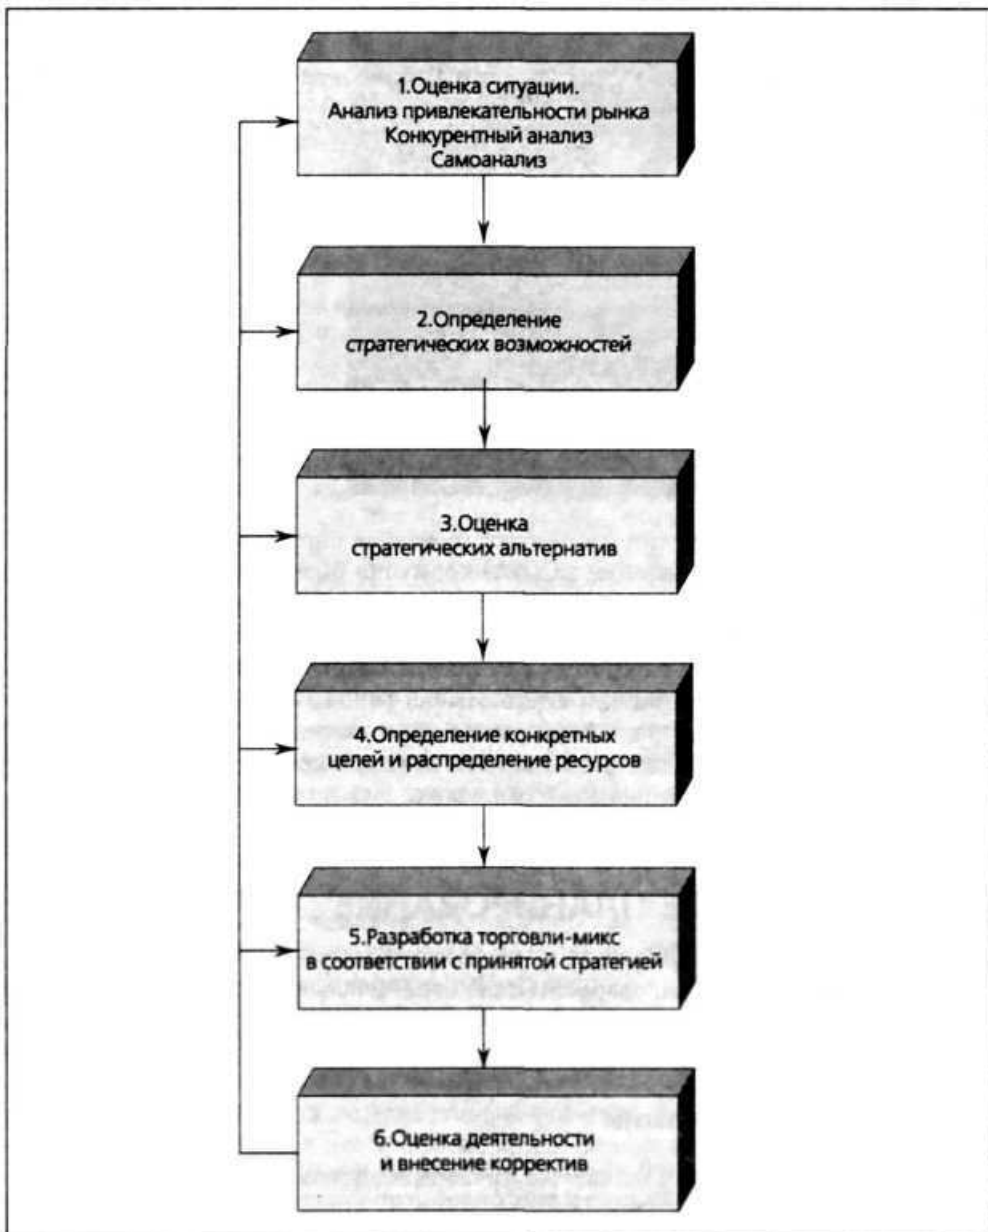 1.Оценка ситуации.
Анализ привлекательности рынка
Конкурентный анализ
Самоанализ
2.Определение
стратегических возможностей
3.Оценка
стратегических альтернатив
4.Определение конкретных
целей и распределение ресурсов
5.Разработка торговли-микс
в соответствии с принятой стратегией
6.Оценка деятельности
и внесение корректив